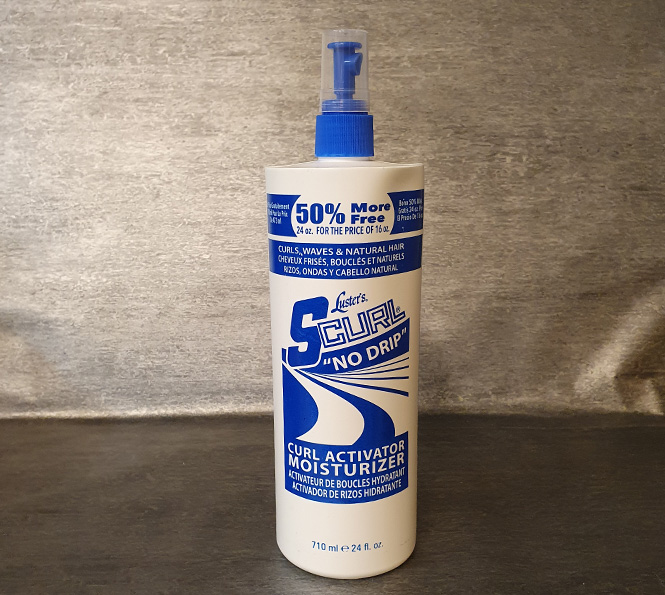 50% More
Free
24 oz. FOR THE PRICE OF 16 oz.
CURLS, WAVES & NATURAL HAIR
CHEVEUX FRISÉS, BOUCLÉS ET NATURELS
RIZOS, ONDAS Y CABELLO NATURAL
Luster's®
SCURL®
"NO DRIP"
CURL ACTIVATOR
MOISTURIZER
ACTIVATEUR DE BOUCLES HYDRATANT
ACTIVADOR DE RIZOS HIDRATANTE
710 ml ℮ 24 fl. oz.